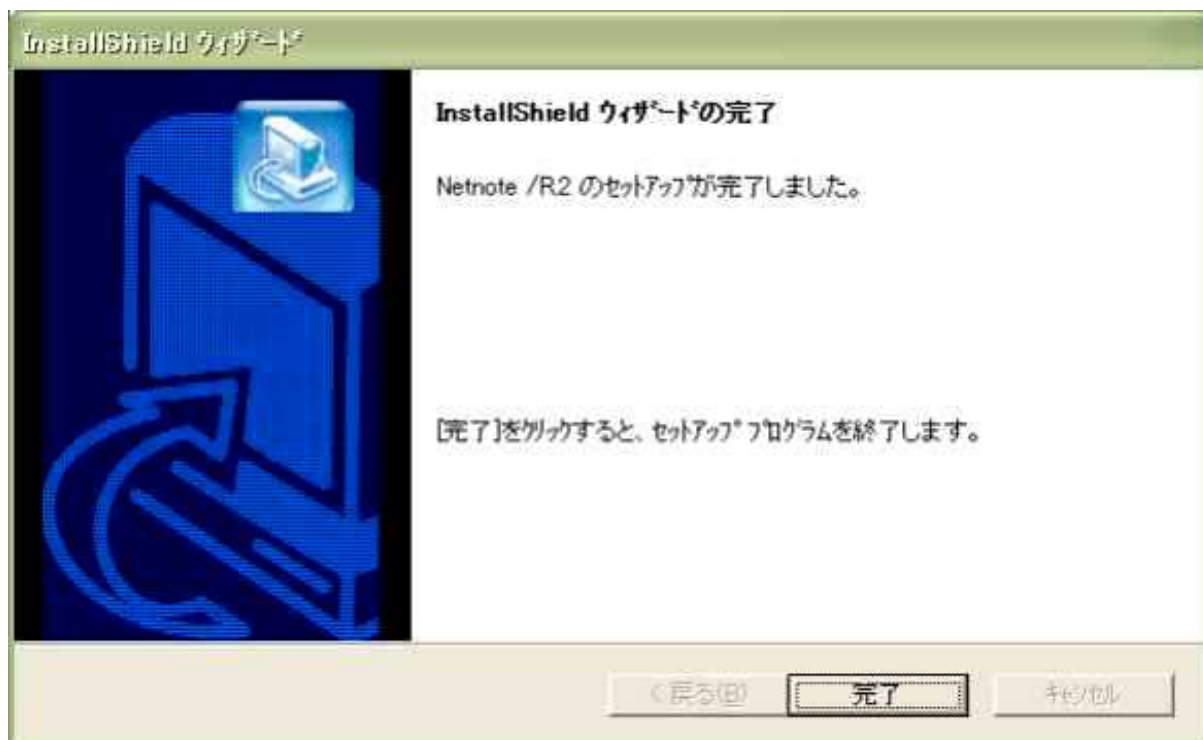 InstallShield ｳｨｻﾞｰﾄﾞ
InstallShield ｳｨｻﾞｰﾄﾞの完了
Netnote /R2 のｾｯﾄｱｯﾌﾟが完了しました。
[完了]をｸﾘｯｸすると、ｾｯﾄｱｯﾌﾟ ﾌﾟﾛｸﾞﾗﾑを終了します。
< 戻る(B)
完了
ｷｬﾝｾﾙ